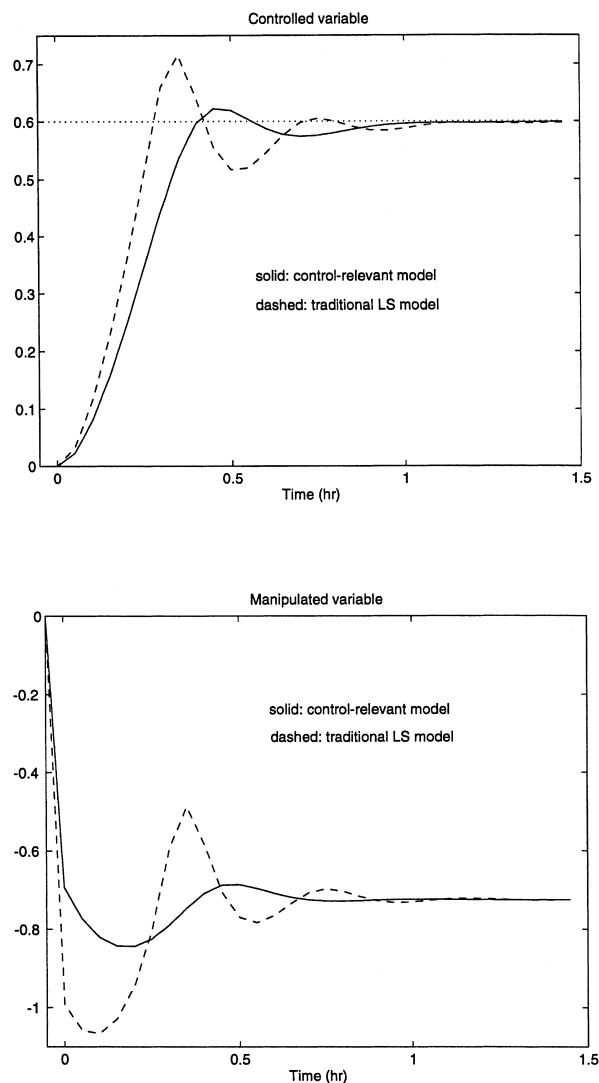 Controlled variable
0.7
0.6
0.5
0.4
0.3
0.2
0.1
0
solid: control-relevant model
dashed: traditional LS model
0
0.5
1
1.5
Time (hr)
Manipulated variable
0
-0.2
-0.4
-0.6
-0.8
-1
solid: control-relevant model
dashed: traditional LS model
0
0.5
1
1.5
Time (hr)